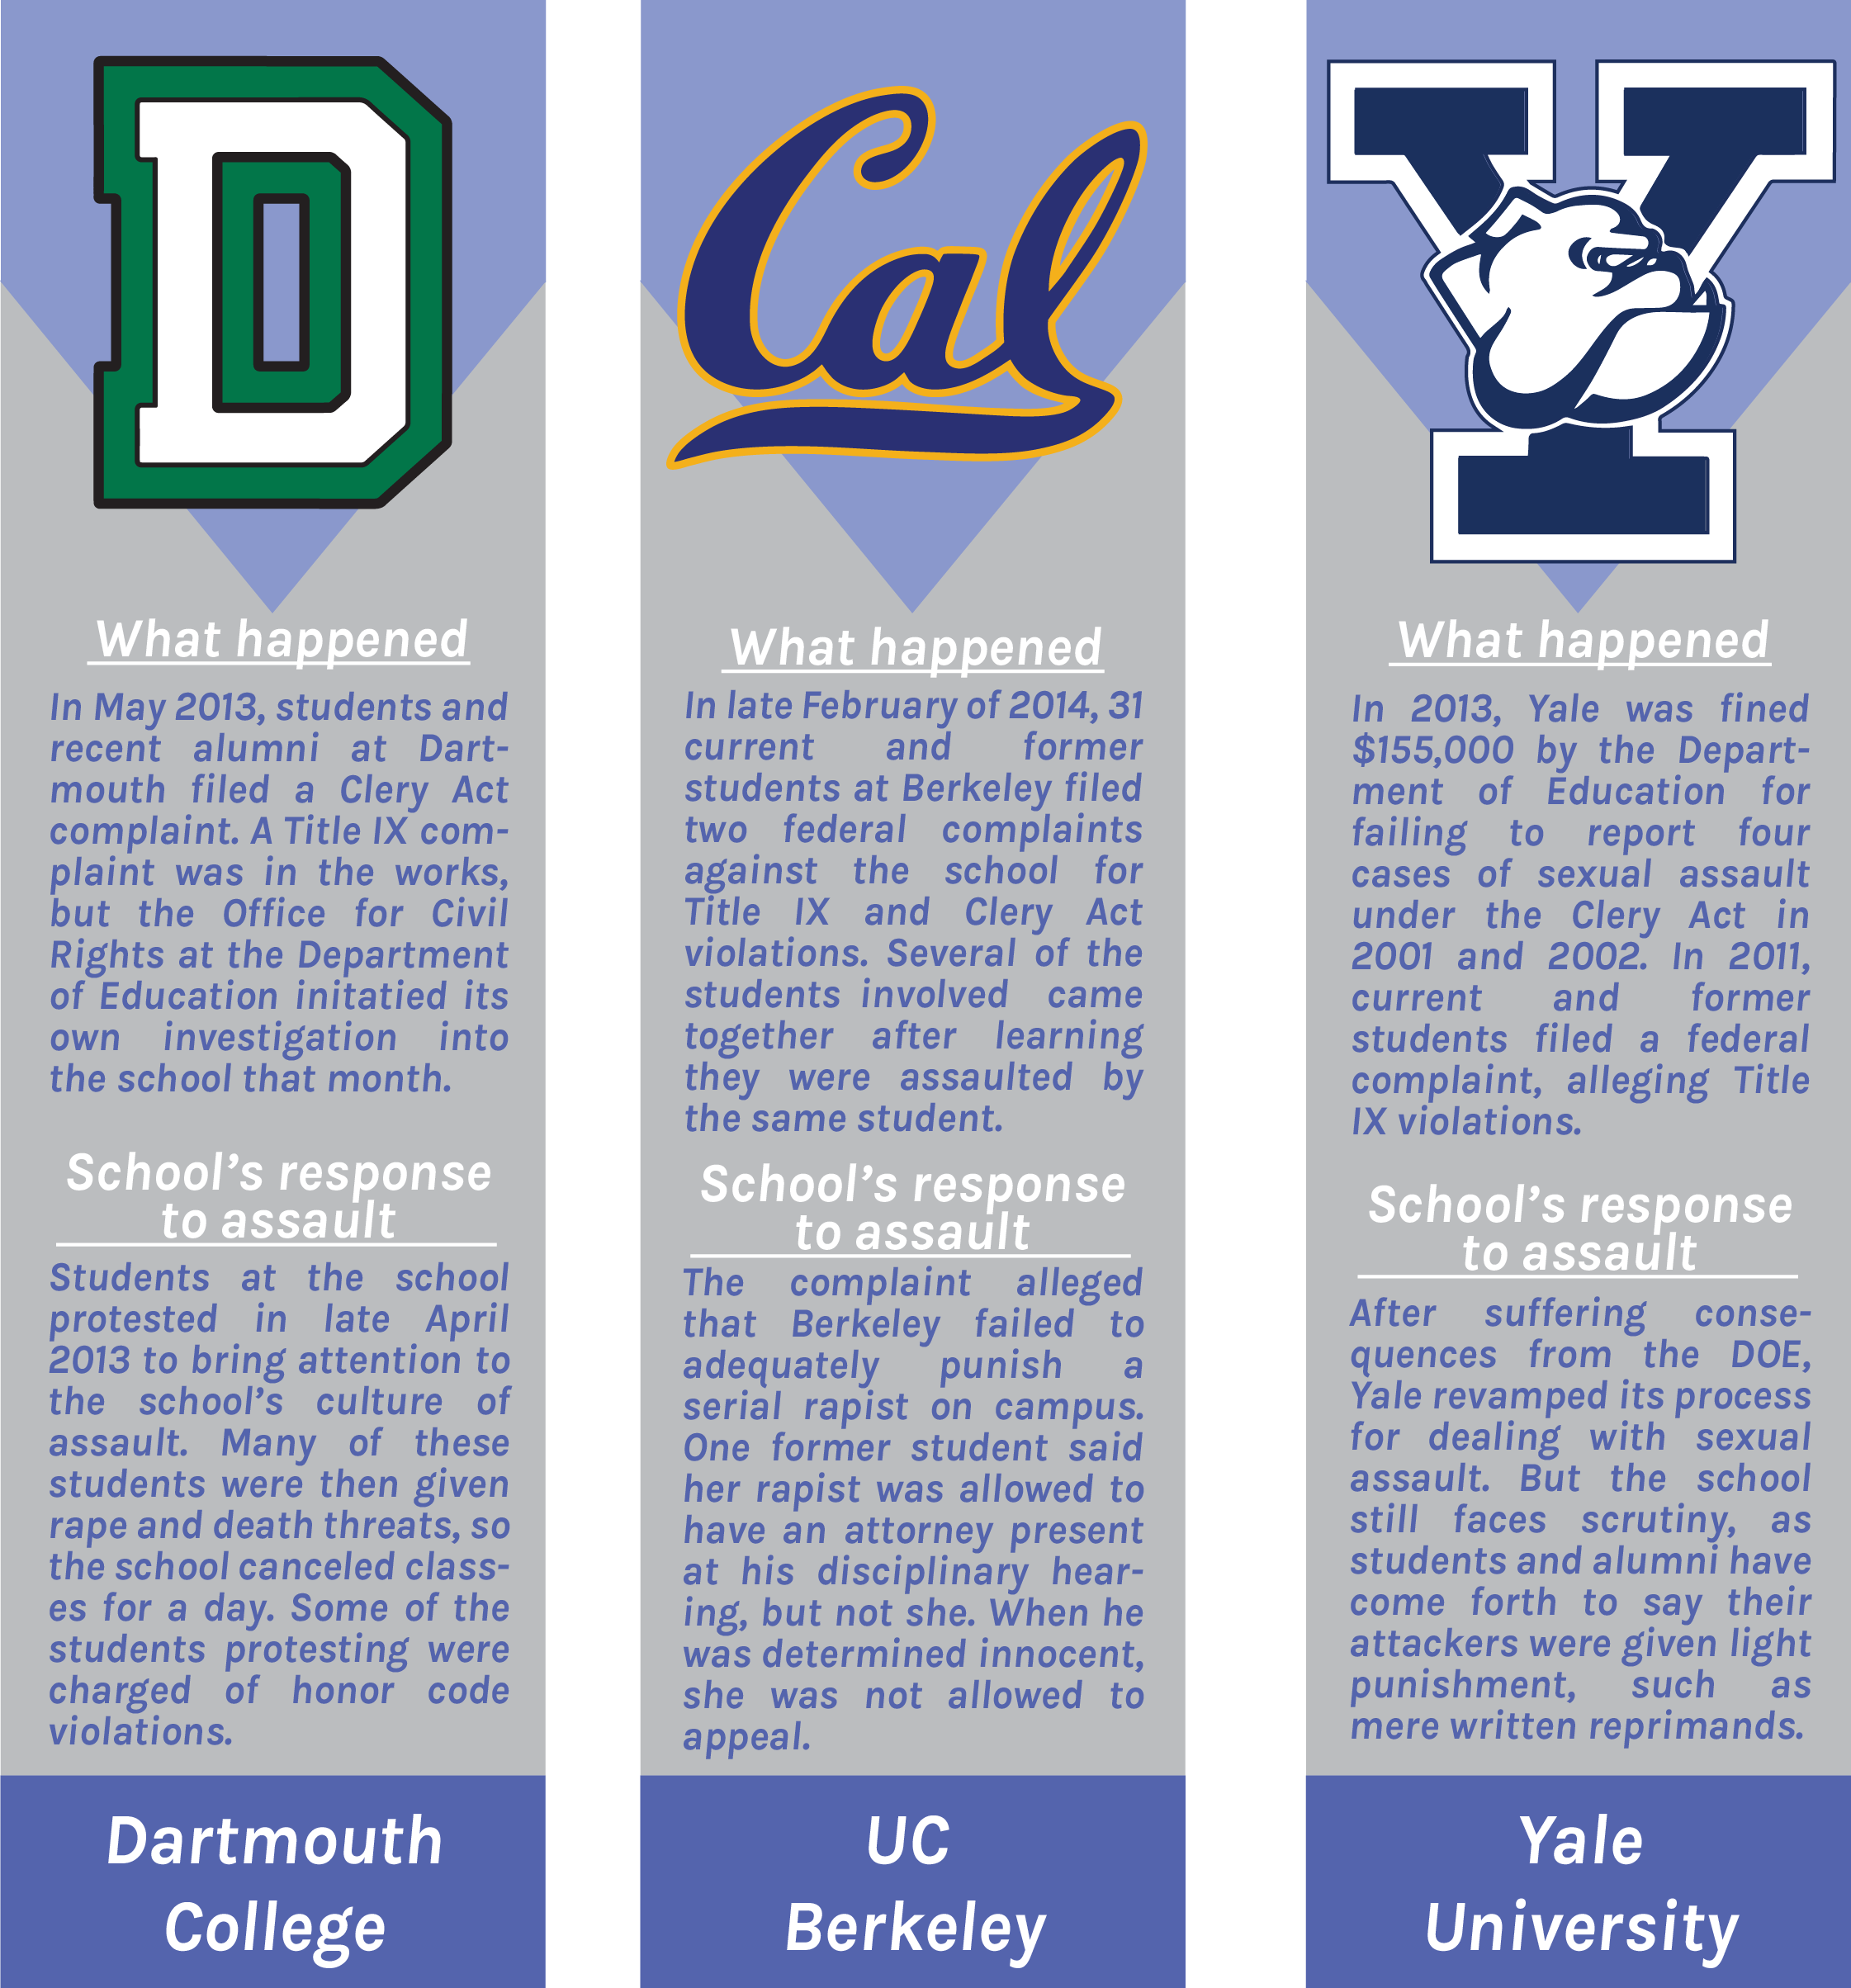 D
What happened
In May 2013, students and
recent alumni at Dart-
mouth filed a Clery Act
complaint. A Title IX com-
plaint was in the works,
but the Office for Civil
Rights at the Department
of Education initatied its
own investigation into
the school that month.
School's response
to assault
Students at the school
protested in late April
2013 to bring attention to
the school's culture of
assault. Many of these
students were then given
rape and death threats, so
the school canceled class-
es for a day. Some of the
students protesting were
charged of honor code
violations.
Dartmouth
College
Cal
What happened
In late February of 2014, 31
current and former
students at Berkeley filed
two federal complaints
against the school for
Title IX and Clery Act
violations. Several of the
students involved came
together after learning
they were assaulted by
the same student.
School's response
to assault
The complaint alleged
that Berkeley failed to
adequately punish a
serial rapist on campus.
One former student said
her rapist was allowed to
have an attorney present
at his disciplinary hear-
ing, but not she. When he
was determined innocent,
she was not allowed to
appeal.
UC
Berkeley
Y
What happened
In 2013, Yale was fined
$155,000 by the Depart-
ment of Education for
failing to report four
cases of sexual assault
under the Clery Act in
2001 and 2002. In 2011,
current and former
students filed a federal
complaint, alleging Title
IX violations.
School's response
to assault
After suffering conse-
quences from the DOE,
Yale revamped its process
for dealing with sexual
assault. But the school
still faces scrutiny, as
students and alumni have
come forth to say their
attackers were given light
punishment, such as
mere written reprimands.
Yale
University